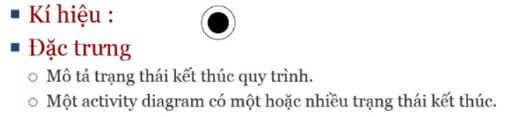 Kí hiệu :
Đặc trưng
Mô tả trạng thái kết thúc quy trình.
Một activity diagram có một hoặc nhiều trạng thái kết thúc.